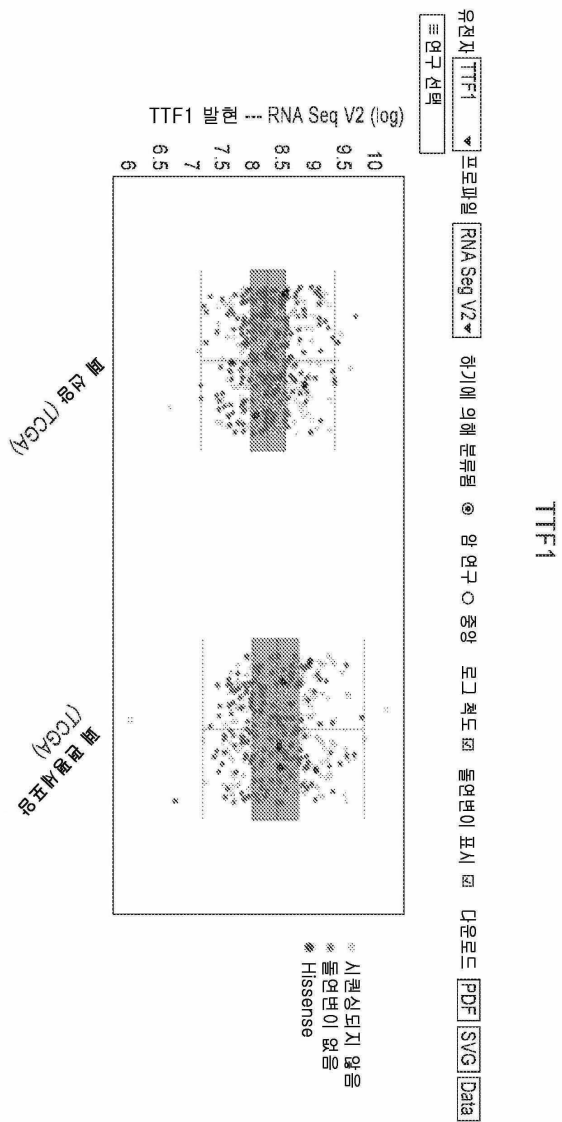 TTF1
유전자 TTF1 프로파일 RNA Seg V2 하기에 의해 분류됨 암 연구 중앙 로그 척도 돌연변이 표시 다운로드 PDF SVG Data
≡연구 선택
TTF1 발현 --- RNA Seq V2 (log)
10
9.5
9
8.5
8
7.5
7
6.5
6
폐 선암 (TCGA)
폐 편평세포암
(TCGA)
시퀀싱되지 않음
돌연변이 없음
Hissense